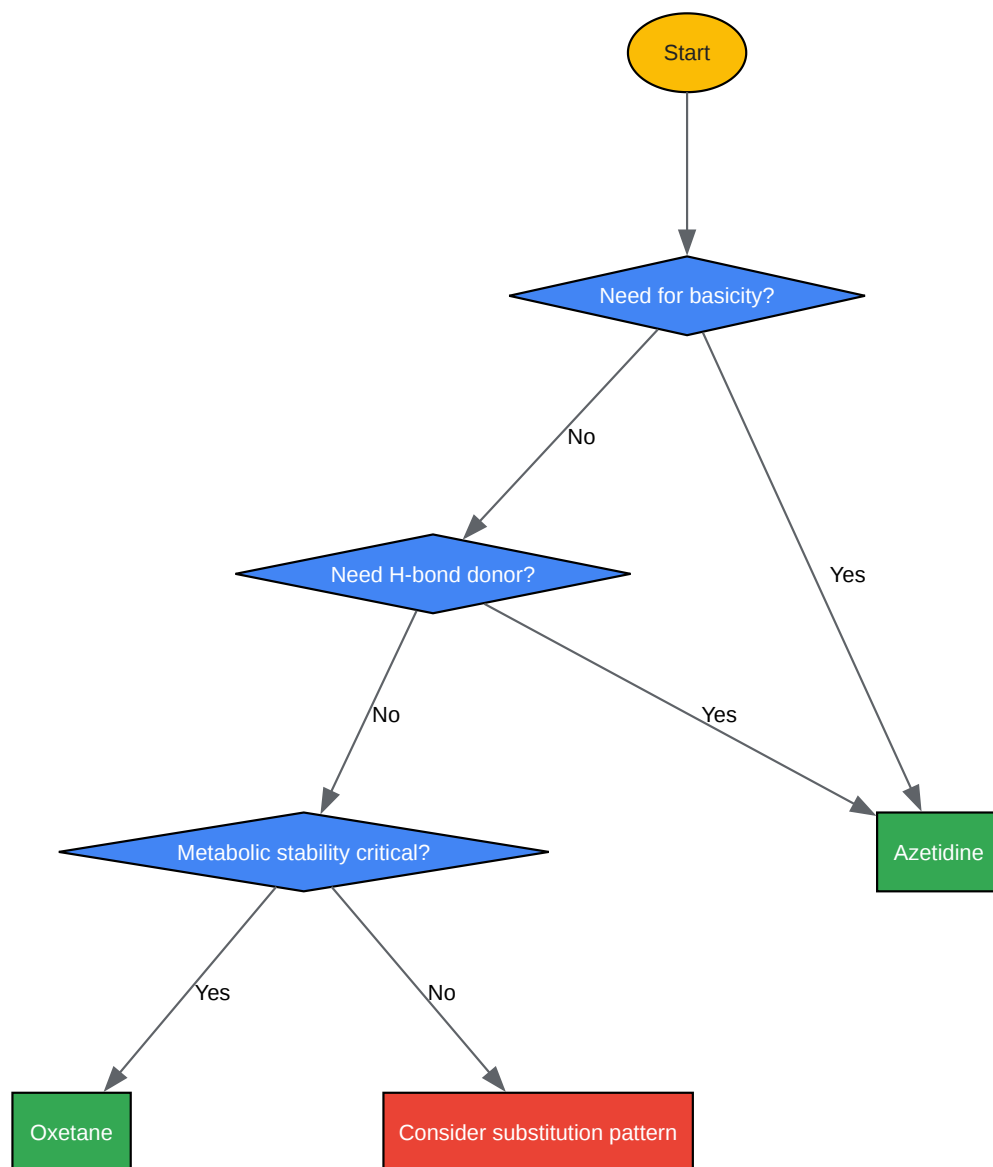 Start
Need for basicity?
No
Yes
Need H-bond donor?
No
Yes
Metabolic stability critical?
Azetidine
Yes
No
Oxetane
Consider substitution pattern